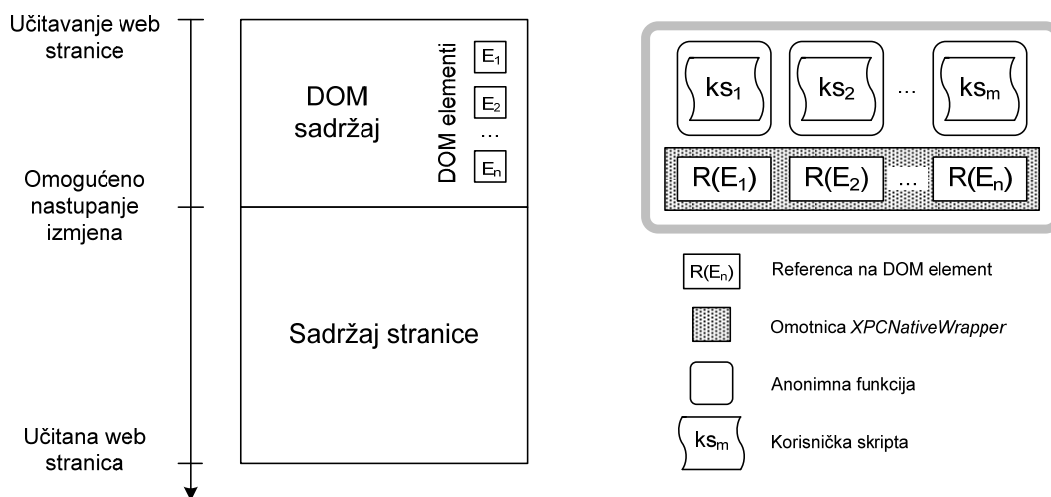 Učitavanje web
stranice
DOM
sadržaj
DOM elementi
E1
E2
...
En
Omogućeno
nastupanje
izmjena
Sadržaj stranice
Učitana web
stranica
ks1
ks2
...
ksm
R(E1)
R(E2)
...
R(En)
R(En)
Referenca na DOM element
Omotnica XPCNativeWrapper
Anonimna funkcija
ksm
Korisnička skripta